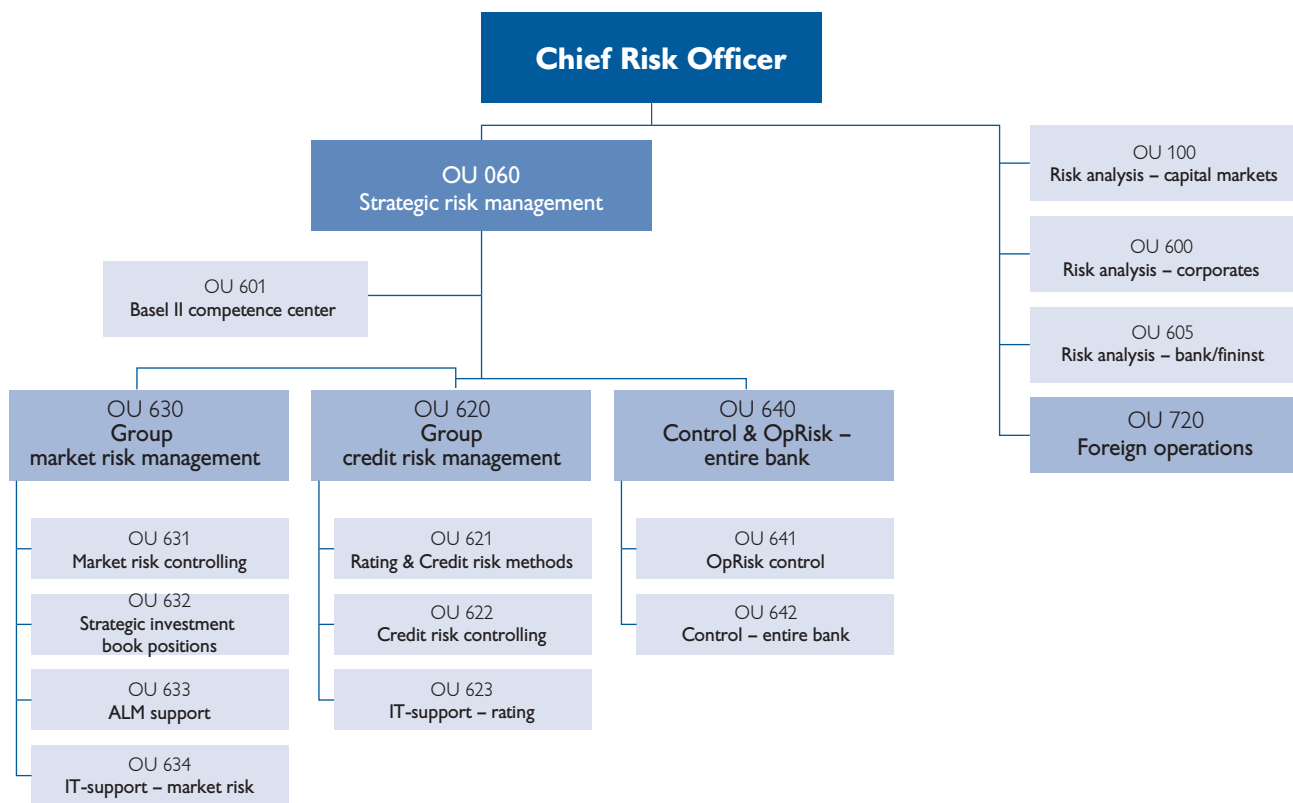 Chief Risk Officer
OU 060
Strategic risk management
OU 100
Risk analysis – capital markets
OU 600
Risk analysis – corporates
OU 601
Basel II competence center
OU 605
Risk analysis – bank/fininst
OU 630
Group
market risk management
OU 620
Group
credit risk management
OU 640
Control & OpRisk –
entire bank
OU 720
Foreign operations
OU 631
Market risk controlling
OU 632
Strategic investment
book positions
OU 633
ALM support
OU 634
IT-support – market risk
OU 621
Rating & Credit risk methods
OU 622
Credit risk controlling
OU 623
IT-support – rating
OU 641
OpRisk control
OU 642
Control – entire bank